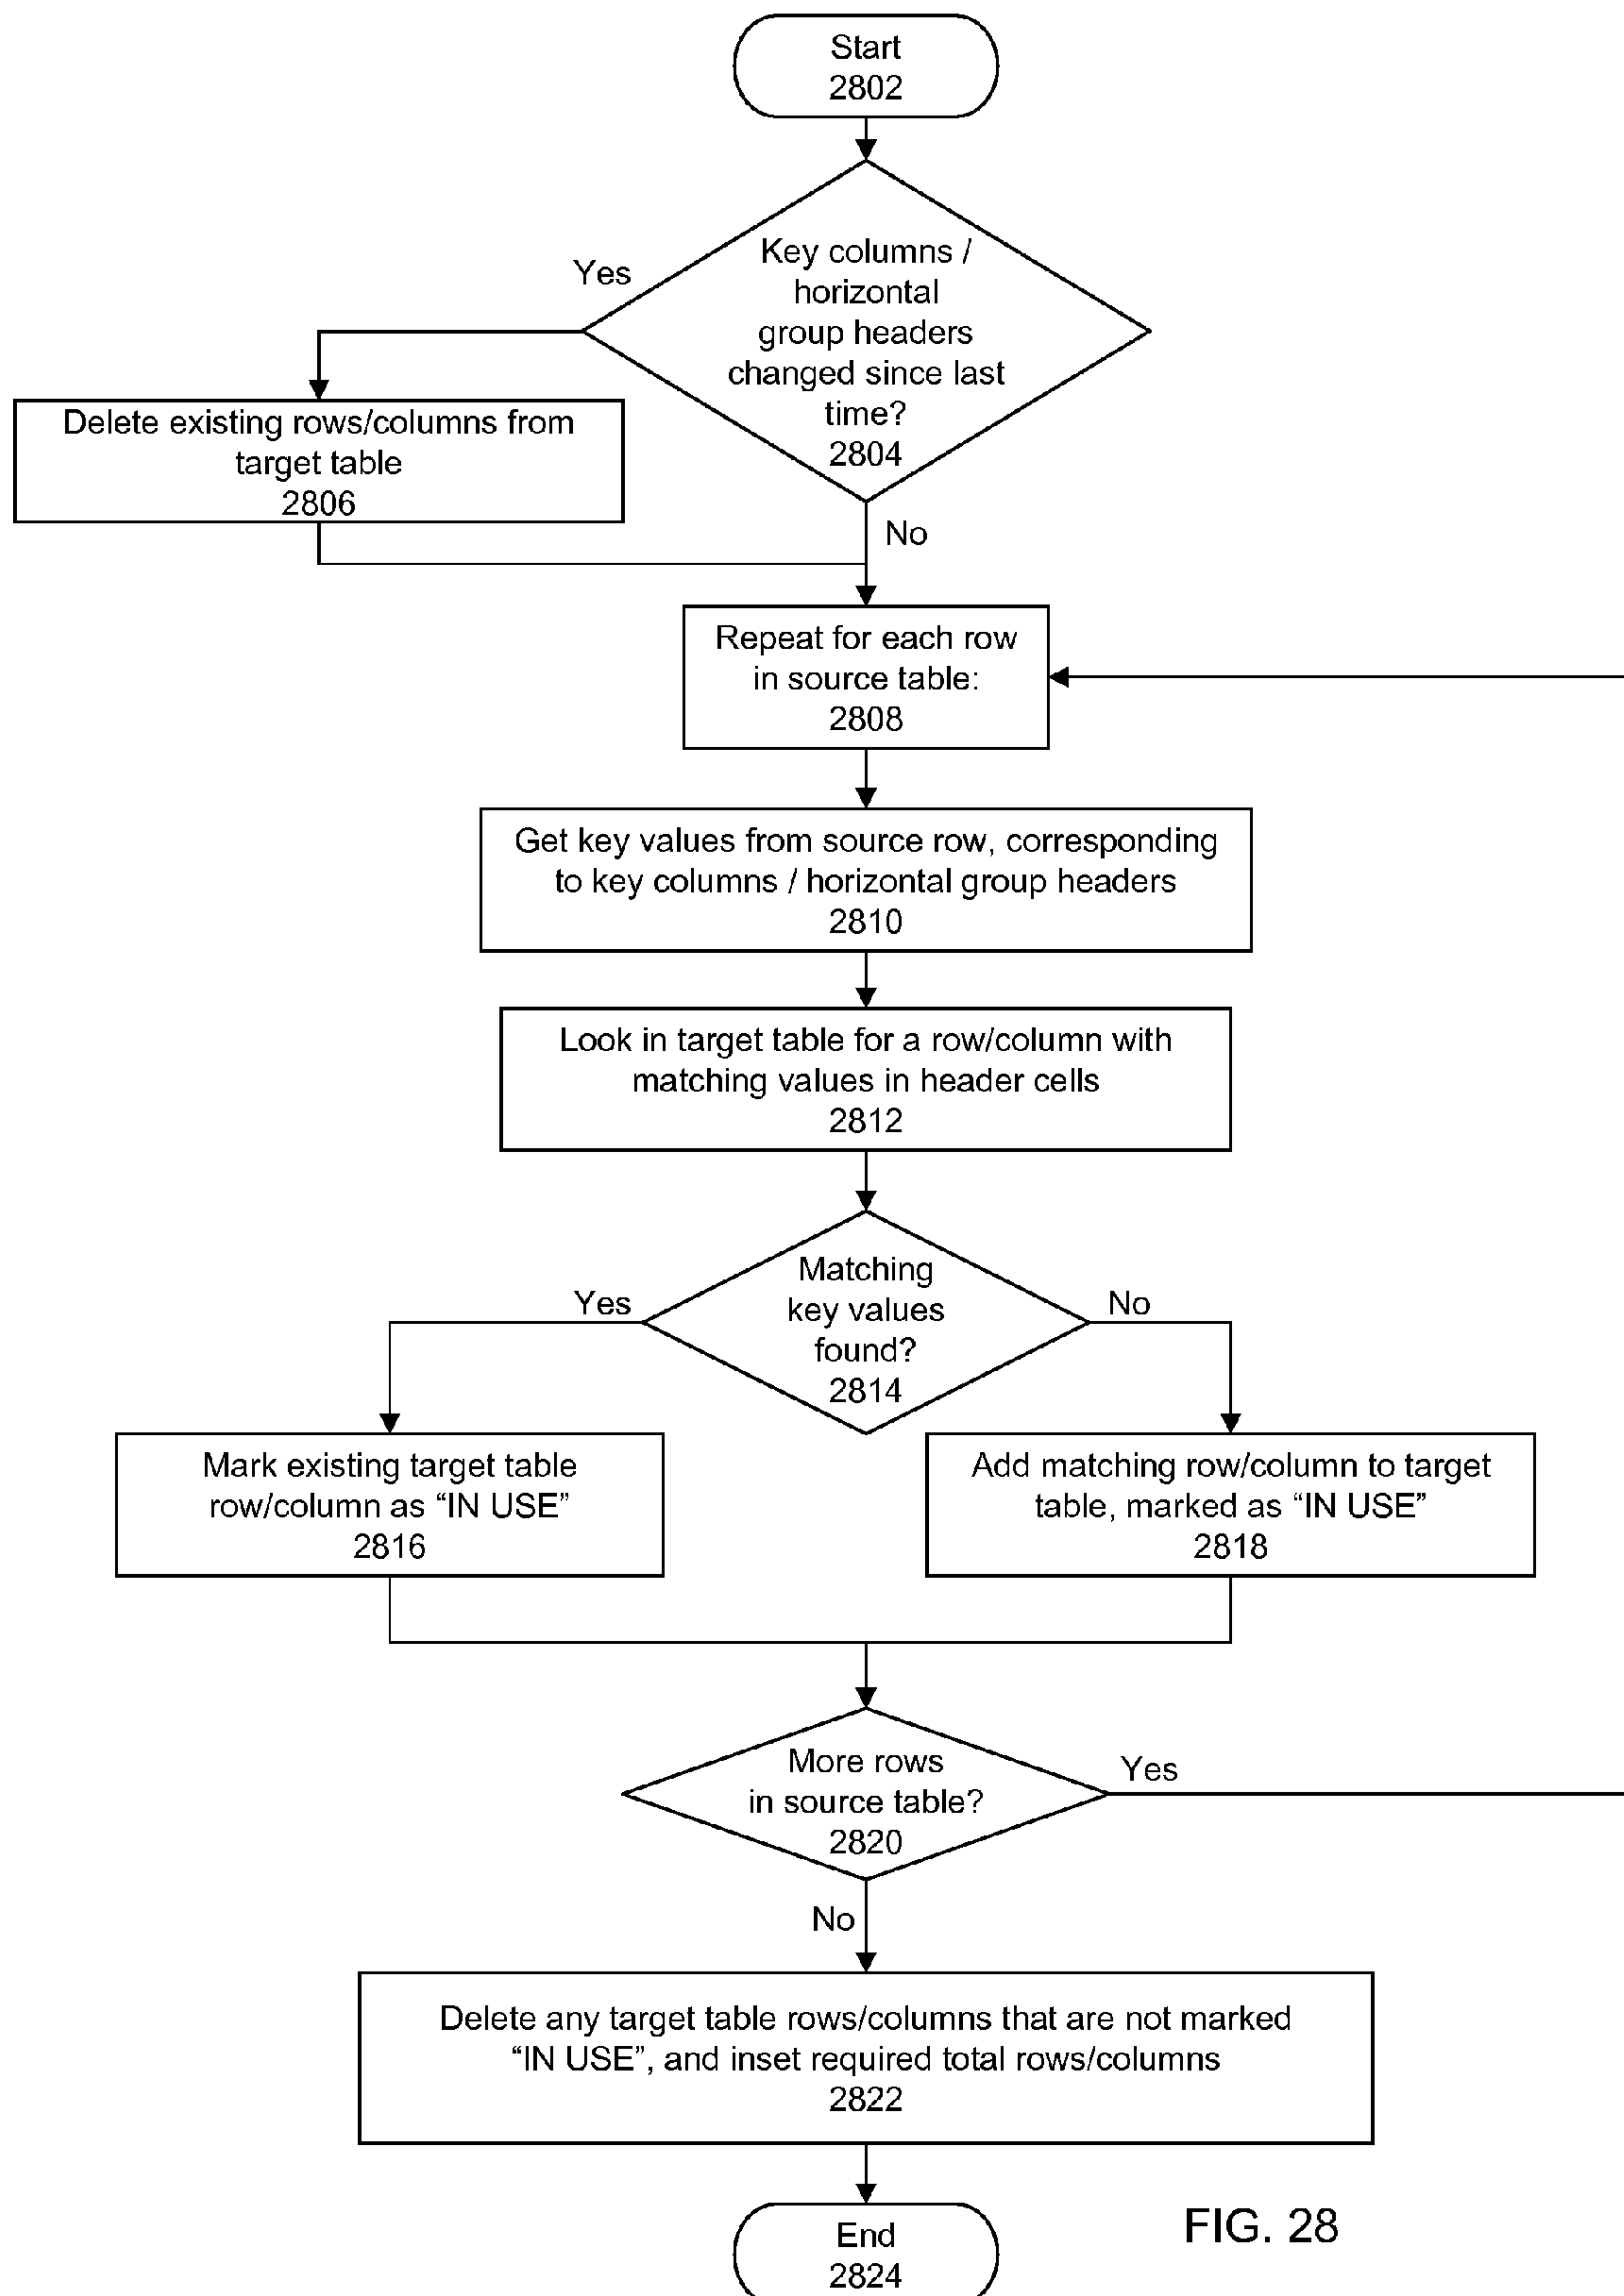 Start
2802
Key columns /
horizontal
group headers
changed since last
time?
2804
Yes
Delete existing rows/columns from
target table
2806
No
Repeat for each row
in source table:
2808
Get key values from source row, corresponding
to key columns / horizontal group headers
2810
Look in target table for a row/column with
matching values in header cells
2812
Matching
key values
found?
2814
Yes
No
Mark existing target table
row/column as “IN USE”
2816
Add matching row/column to target
table, marked as “IN USE”
2818
More rows
in source table?
2820
Yes
No
Delete any target table rows/columns that are not marked
“IN USE”, and inset required total rows/columns
2822
End
2824
FIG. 28